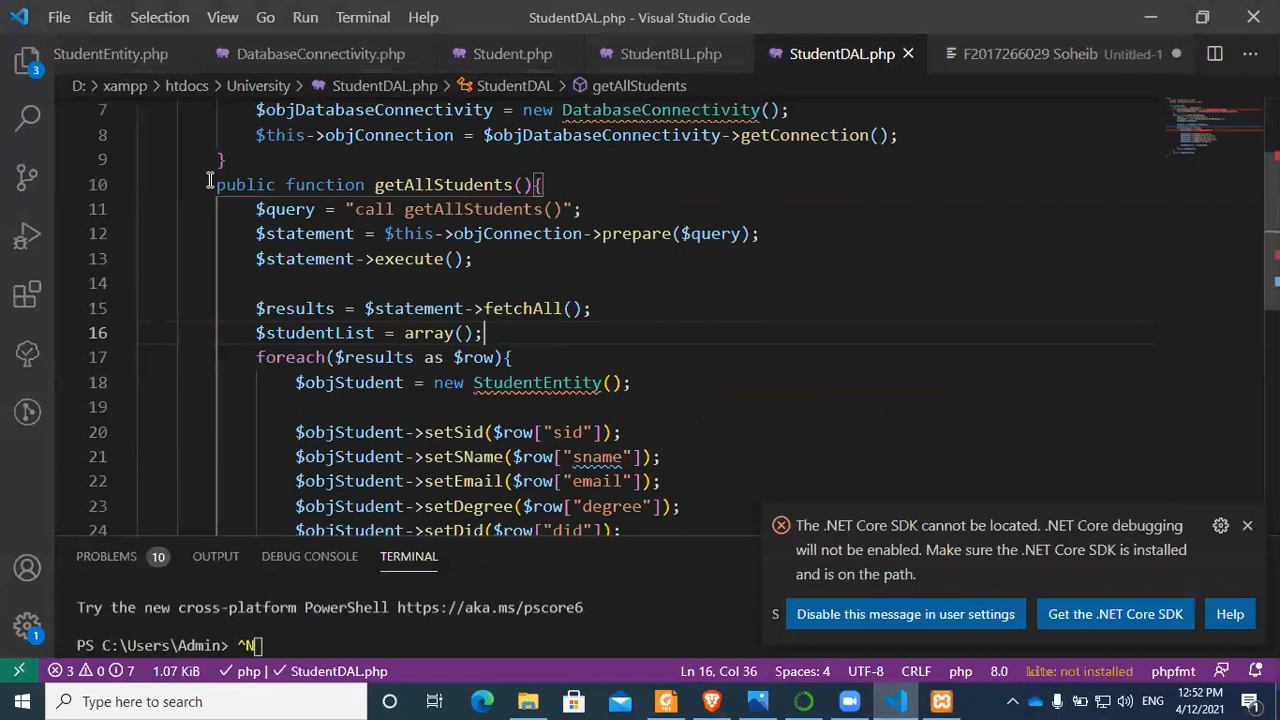 File Edit Selection View Go Run Terminal Help StudentDAL.php - Visual Studio Code
StudentEntity.php DatabaseConnectivity.php Student.php StudentBLL.php StudentDAL.php F2017266029 Soheib Untitled-1
D: > xampp > htdocs > University > StudentDAL.php > StudentDAL > getAllStudents
7 $objDatabaseConnectivity = new DatabaseConnectivity();
8 $this->objConnection = $objDatabaseConnectivity->getConnection();
9 }
10 public function getAllStudents(){
11 $query = "call getAllStudents()";
12 $statement = $this->objConnection->prepare($query);
13 $statement->execute();
14
15 $results = $statement->fetchAll();
16 $studentList = array();
17 foreach($results as $row){
18 $objStudent = new StudentEntity();
19
20 $objStudent->setSid($row["sid"]);
21 $objStudent->setSName($row["sname"]);
22 $objStudent->setEmail($row["email"]);
23 $objStudent->setDegree($row["degree"]);
24 $objStudent->setDid($row["did"]);
3
The .NET Core SDK cannot be located. .NET Core debugging
will not be enabled. Make sure the .NET Core SDK is installed
and is on the path.
S Disable this message in user settings Get the .NET Core SDK Help
PROBLEMS 10 OUTPUT DEBUG CONSOLE TERMINAL
Try the new cross-platform PowerShell https://aka.ms/pscore6
PS C:\Users\Admin> ^N
1
3 0 7 1.07 KiB php StudentDAL.php Ln 16, Col 36 Spaces: 4 UTF-8 CRLF php 8.0 kite: not installed phpfmt
Type here to search ENG 12:52 PM
4/12/2021 1